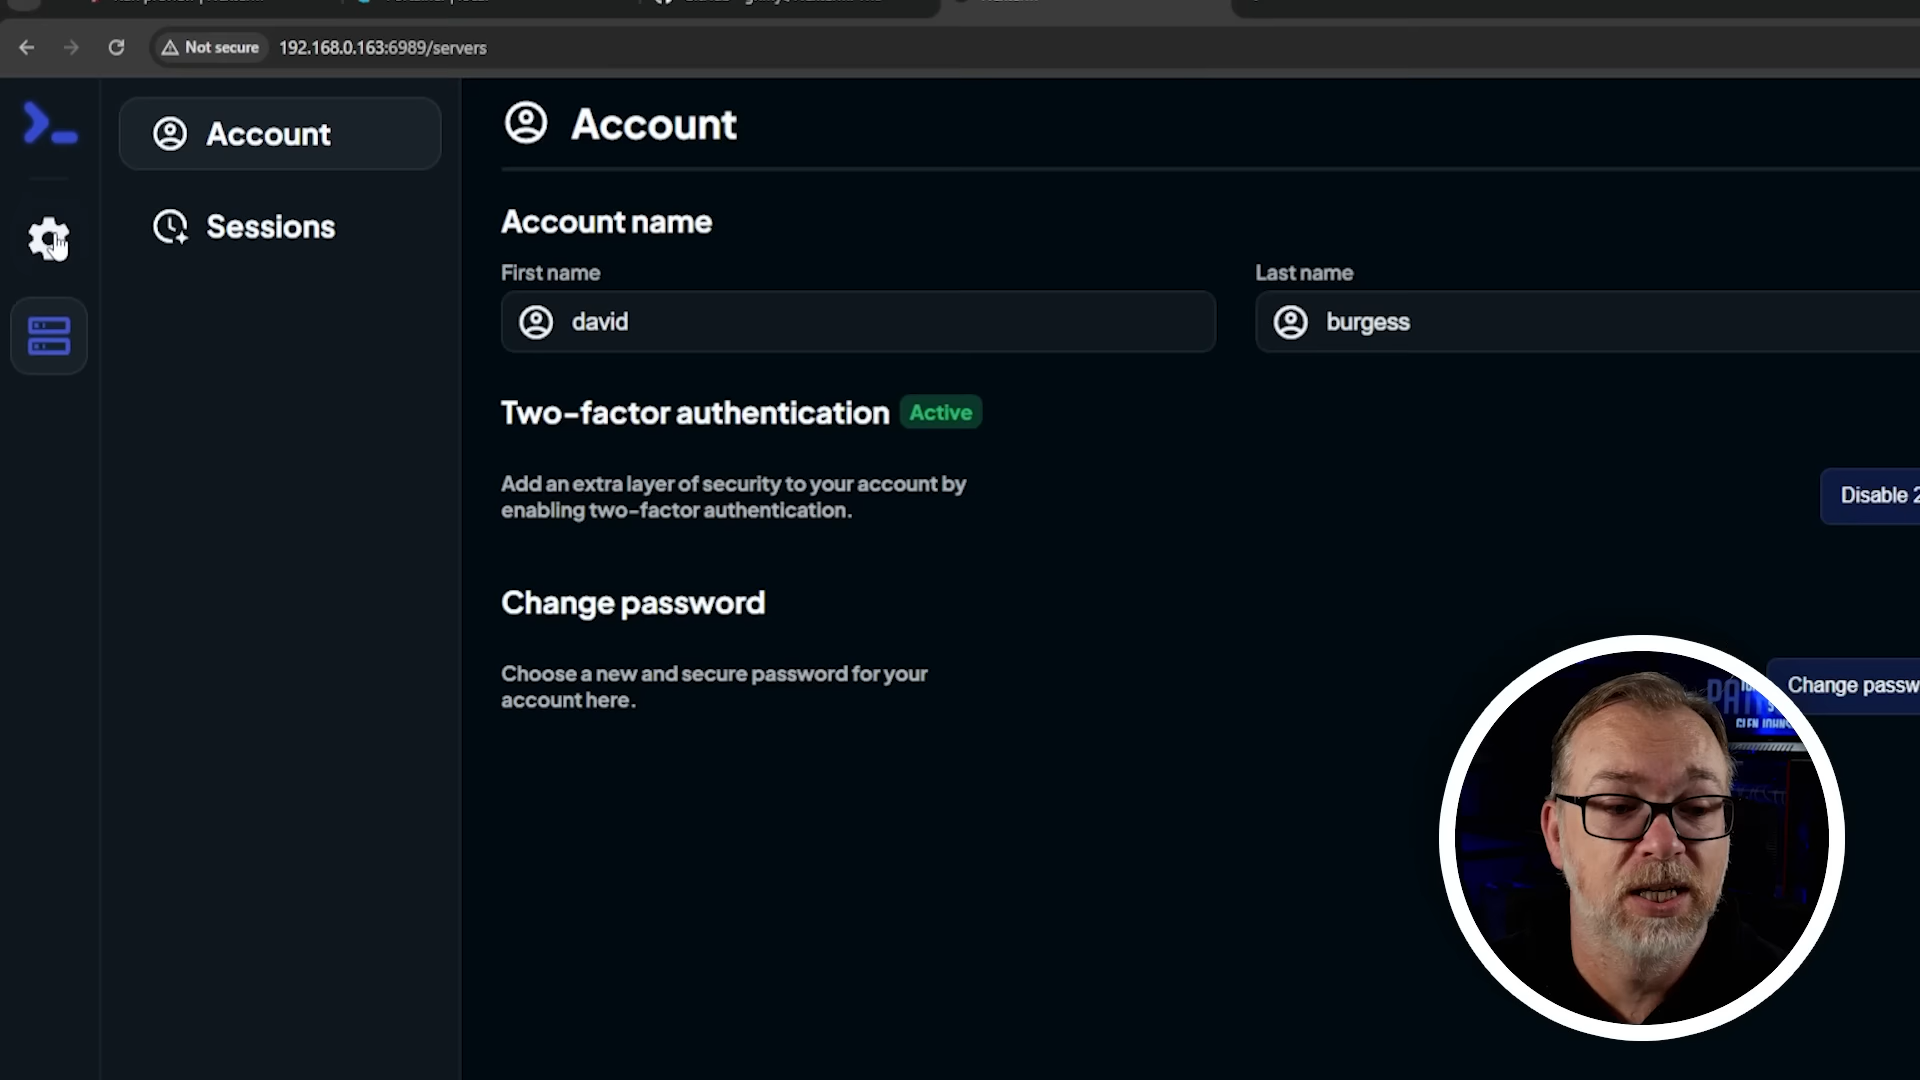 Not secure
192.168.0.163:6989/servers
Account
Sessions
Account
Account name
First name
Last name
david
burgess
Two-factor authentication
Active
Add an extra layer of security to your account by
enabling two-factor authentication.
Disable 2
Change password
Choose a new and secure password for your
account here.
Change passw